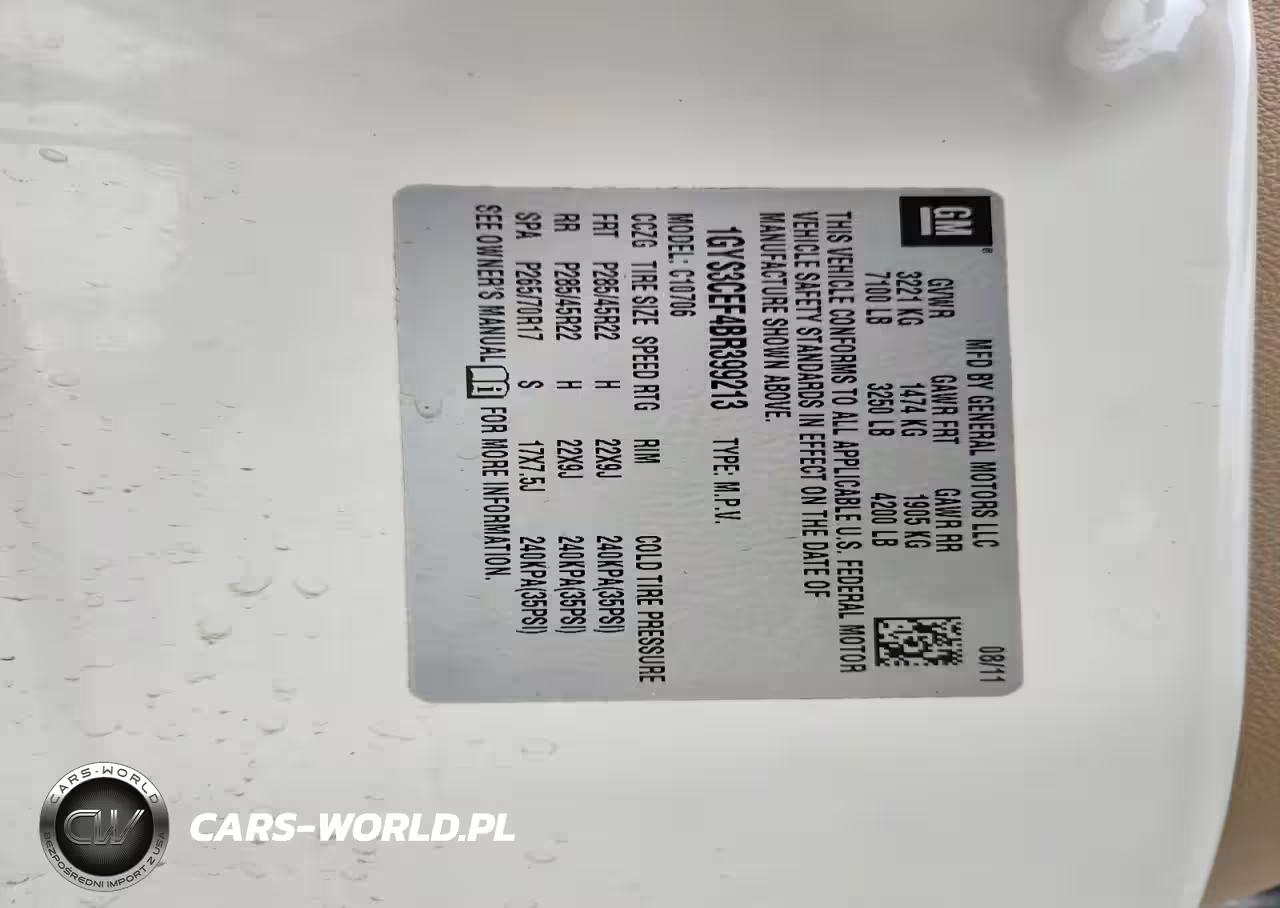 MFD BY GENERAL MOTORS LLC 08/11
GM®
GVWR GAWR FRT GAWR RR
3221 KG 1474 KG 1905 KG
7100 LB 3250 LB 4200 LB
THIS VEHICLE CONFORMS TO ALL APPLICABLE U.S. FEDERAL MOTOR
VEHICLE SAFETY STANDARDS IN EFFECT ON THE DATE OF
MANUFACTURE SHOWN ABOVE.
1GYS3CEF4BR399213 TYPE: M.P.V.
MODEL: C10706
CCZG TIRE SIZE SPEED RTG RIM COLD TIRE PRESSURE
FRT P285/45R22 H 22X9J 240KPA(35PSI)
RR P285/45R22 H 22X9J 240KPA(35PSI)
SPA P265/70R17 S 17X7.5J 240KPA(35PSI)
SEE OWNER'S MANUAL FOR MORE INFORMATION.
CARS-WORLD
CW
BEZPOŚREDNI IMPORT Z USA
CARS-WORLD.PL